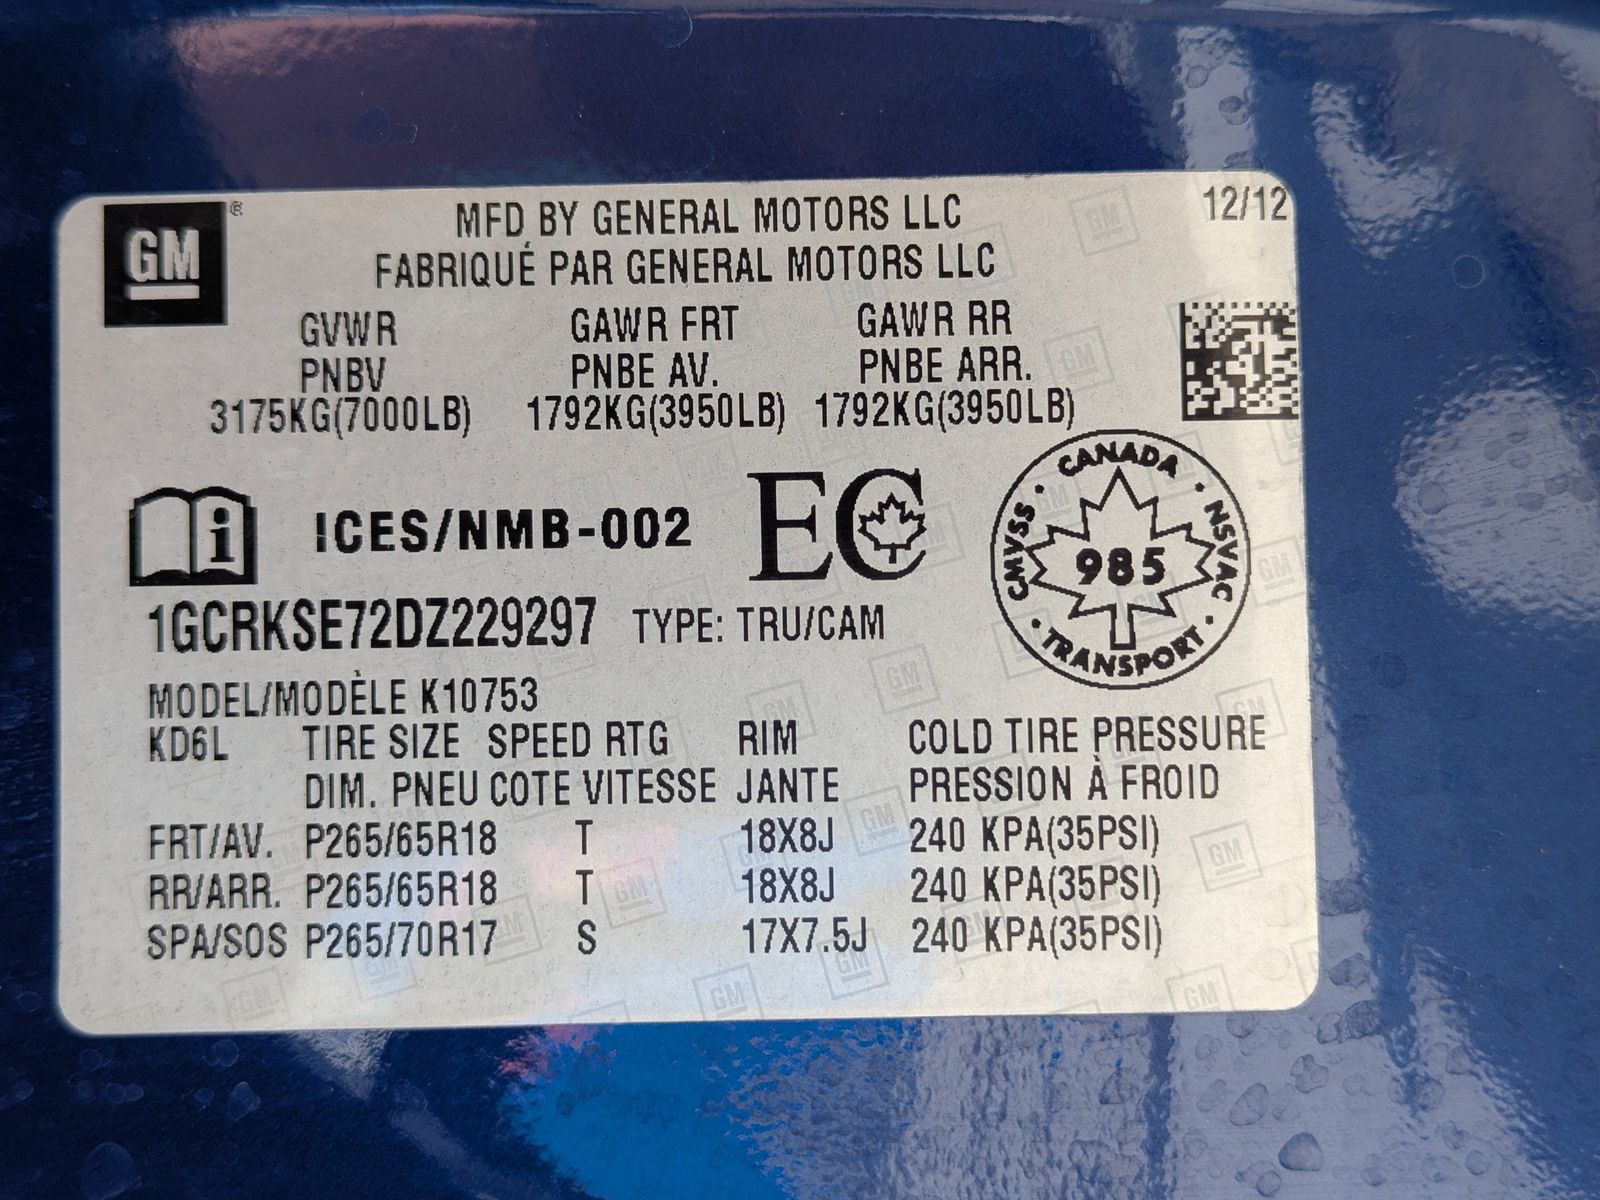 GM ®
MFD BY GENERAL MOTORS LLC
12/12
FABRIQUÉ PAR GENERAL MOTORS LLC
GVWR GAWR FRT GAWR RR
PNBV PNBE AV. PNBE ARR.
3175KG(7000LB) 1792KG(3950LB) 1792KG(3950LB)
i ICES/NMB-002 EC
CANADA · NSVAC · TRANSPORT · CMVSS ·
985
1GCRKSE72DZ229297 TYPE: TRU/CAM
MODEL/MODÈLE K10753
KD6L TIRE SIZE SPEED RTG RIM COLD TIRE PRESSURE
DIM. PNEU COTE VITESSE JANTE PRESSION À FROID
FRT/AV. P265/65R18 T 18X8J 240 KPA(35PSI)
RR/ARR. P265/65R18 T 18X8J 240 KPA(35PSI)
SPA/SOS P265/70R17 S 17X7.5J 240 KPA(35PSI)